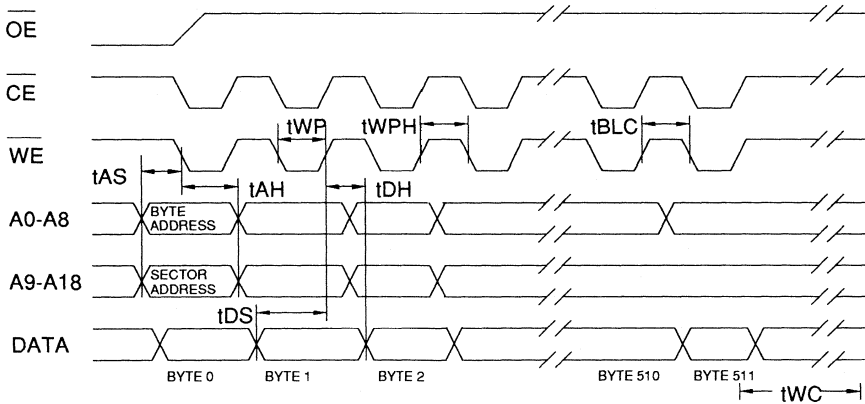 OE
CE
tWP
tWPH
tBLC
WE
tAS
tAH
tDH
A0-A8
BYTE
ADDRESS
A9-A18
SECTOR
ADDRESS
tDS
DATA
BYTE 0
BYTE 1
BYTE 2
BYTE 510
BYTE 511
tWC